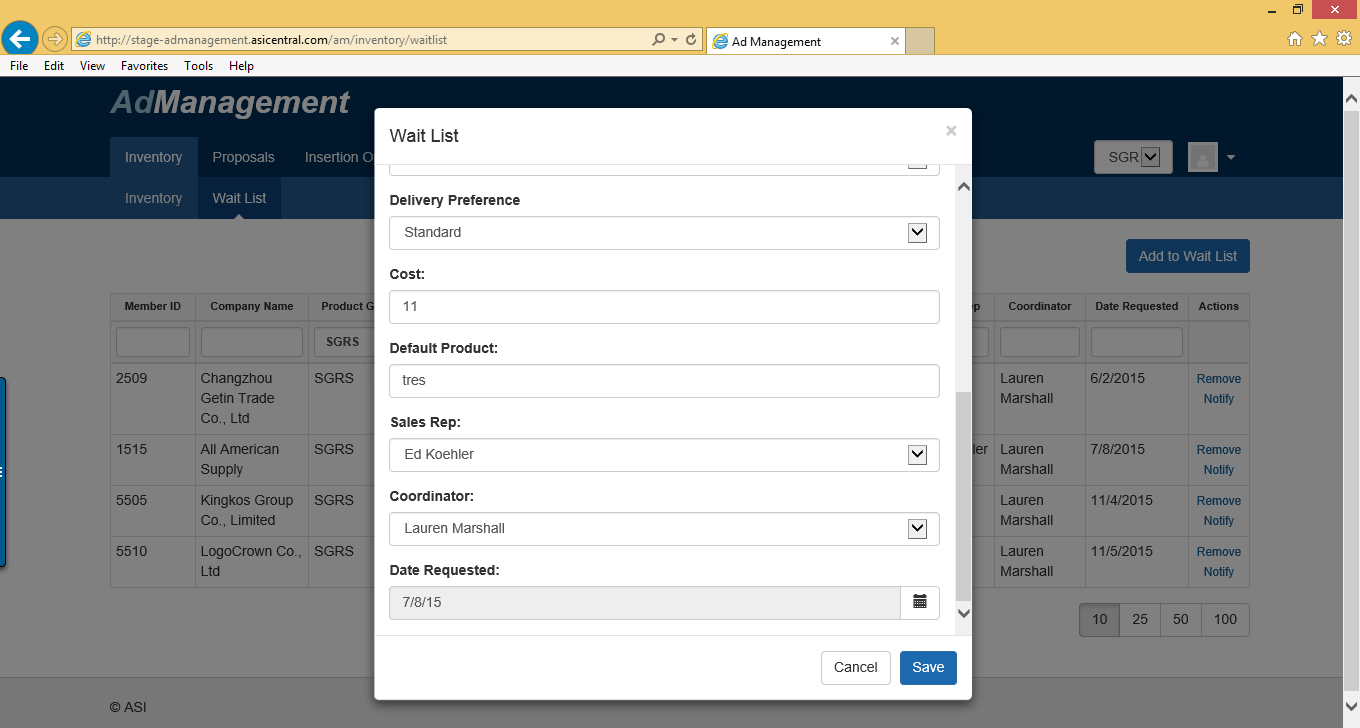 http://stage-admanagement.asicentral.com/am/inventory/waitlist
Ad Management
File Edit View Favorites Tools Help
AdManagement
Inventory Proposals Insertion O
SGR
Inventory Wait List
Add to Wait List
Member ID Company Name Product G Coordinator Date Requested Actions
SGRS
2509 Changzhou Getin Trade Co., Ltd SGRS Lauren Marshall 6/2/2015 Remove Notify
1515 All American Supply SGRS ler Lauren Marshall 7/8/2015 Remove Notify
5505 Kingkos Group Co., Limited SGRS Lauren Marshall 11/4/2015 Remove Notify
5510 LogoCrown Co., Ltd SGRS Lauren Marshall 11/5/2015 Remove Notify
10 25 50 100
© ASI
Wait List
Delivery Preference
Standard
Cost:
11
Default Product:
tres
Sales Rep:
Ed Koehler
Coordinator:
Lauren Marshall
Date Requested:
7/8/15
Cancel Save